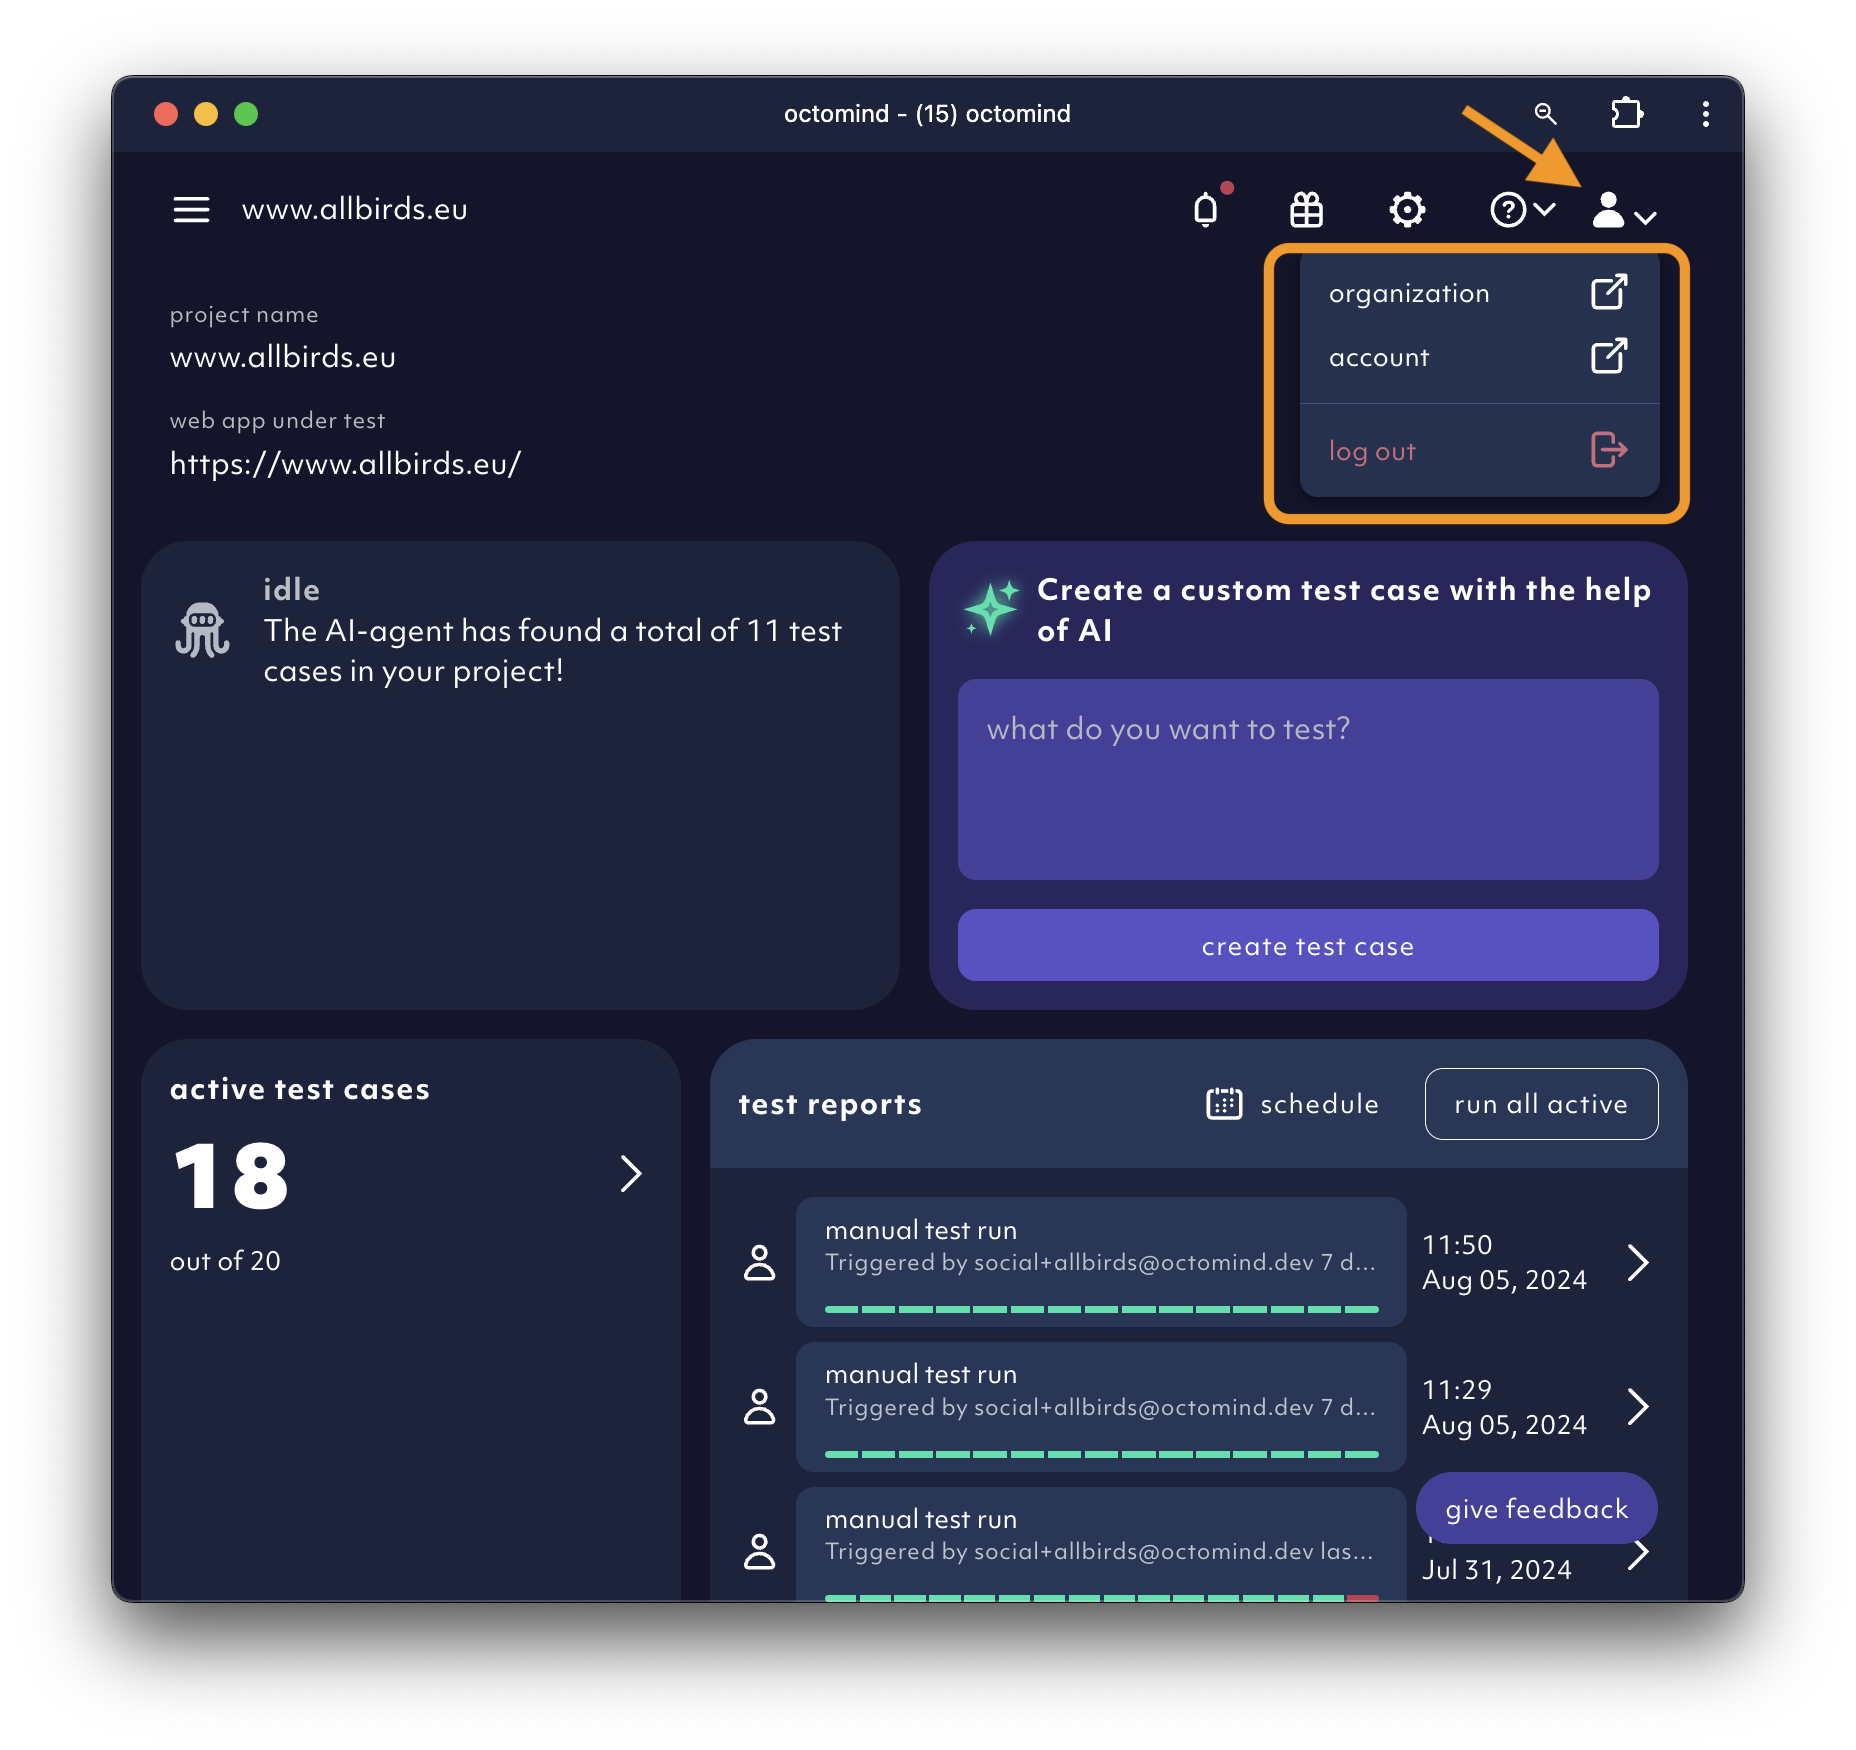 octomind - (15) octomind
www.allbirds.eu
organization
account
log out
project name
www.allbirds.eu
web app under test
https://www.allbirds.eu/
idle
The AI-agent has found a total of 11 test
cases in your project!
Create a custom test case with the help
of AI
what do you want to test?
create test case
active test cases
18
out of 20
test reports
schedule
run all active
manual test run
Triggered by social+allbirds@octomind.dev 7 d...
11:50
Aug 05, 2024
manual test run
Triggered by social+allbirds@octomind.dev 7 d...
11:29
Aug 05, 2024
give feedback
manual test run
Triggered by social+allbirds@octomind.dev las...
Jul 31, 2024